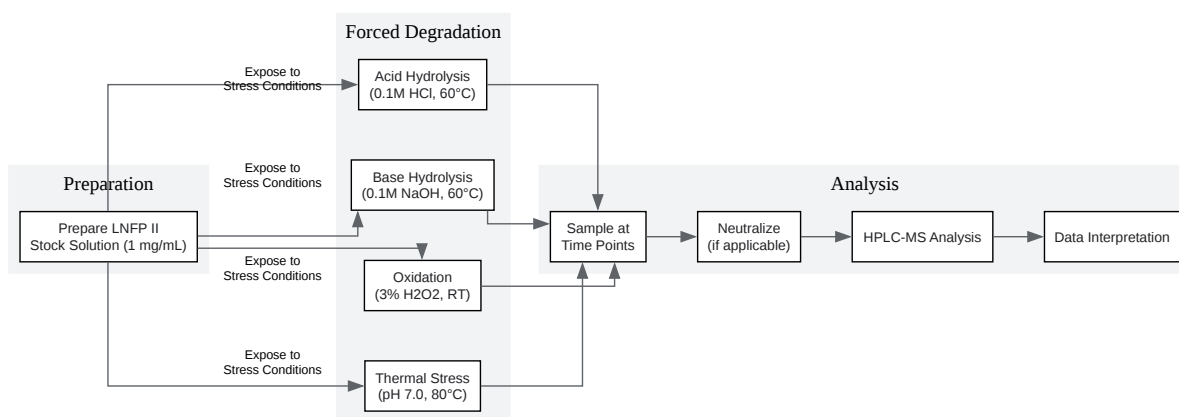 Forced Degradation
Expose to
Stress Conditions
Acid Hydrolysis
(0.1M HCl, 60°C)
Expose to
Stress Conditions
Base Hydrolysis
(0.1M NaOH, 60°C)
Preparation
Prepare LNFP II
Stock Solution (1 mg/mL)
Expose to
Stress Conditions
Oxidation
(3% H2O2, RT)
Expose to
Stress Conditions
Thermal Stress
(pH 7.0, 80°C)
Analysis
Sample at
Time Points
Neutralize
(if applicable)
HPLC-MS Analysis
Data Interpretation